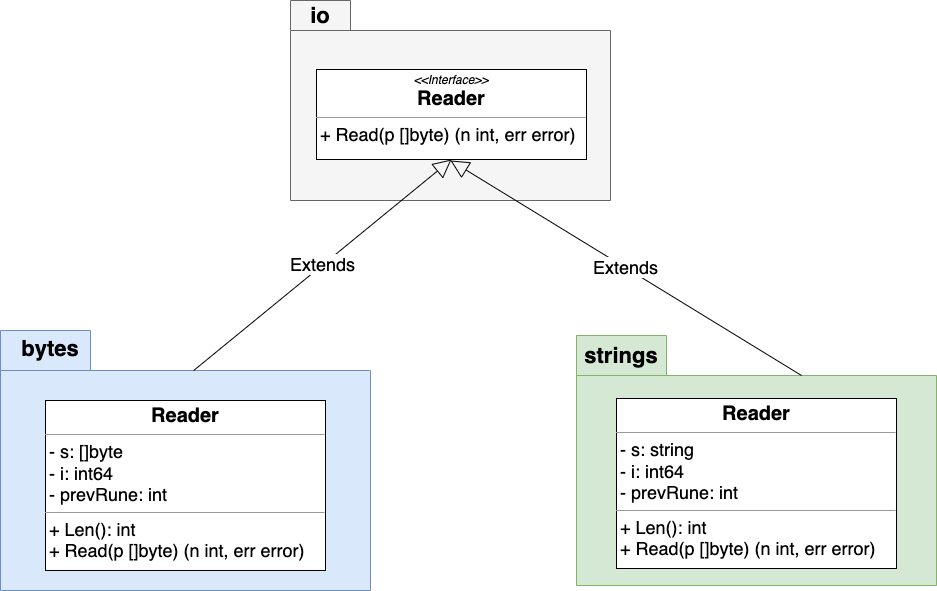 io
<<Interface>>
Reader
+ Read(p []byte) (n int, err error)
Extends
Extends
bytes
Reader
- s: []byte
- i: int64
- prevRune: int
+ Len(): int
+ Read(p []byte) (n int, err error)
strings
Reader
- s: string
- i: int64
- prevRune: int
+ Len(): int
+ Read(p []byte) (n int, err error)